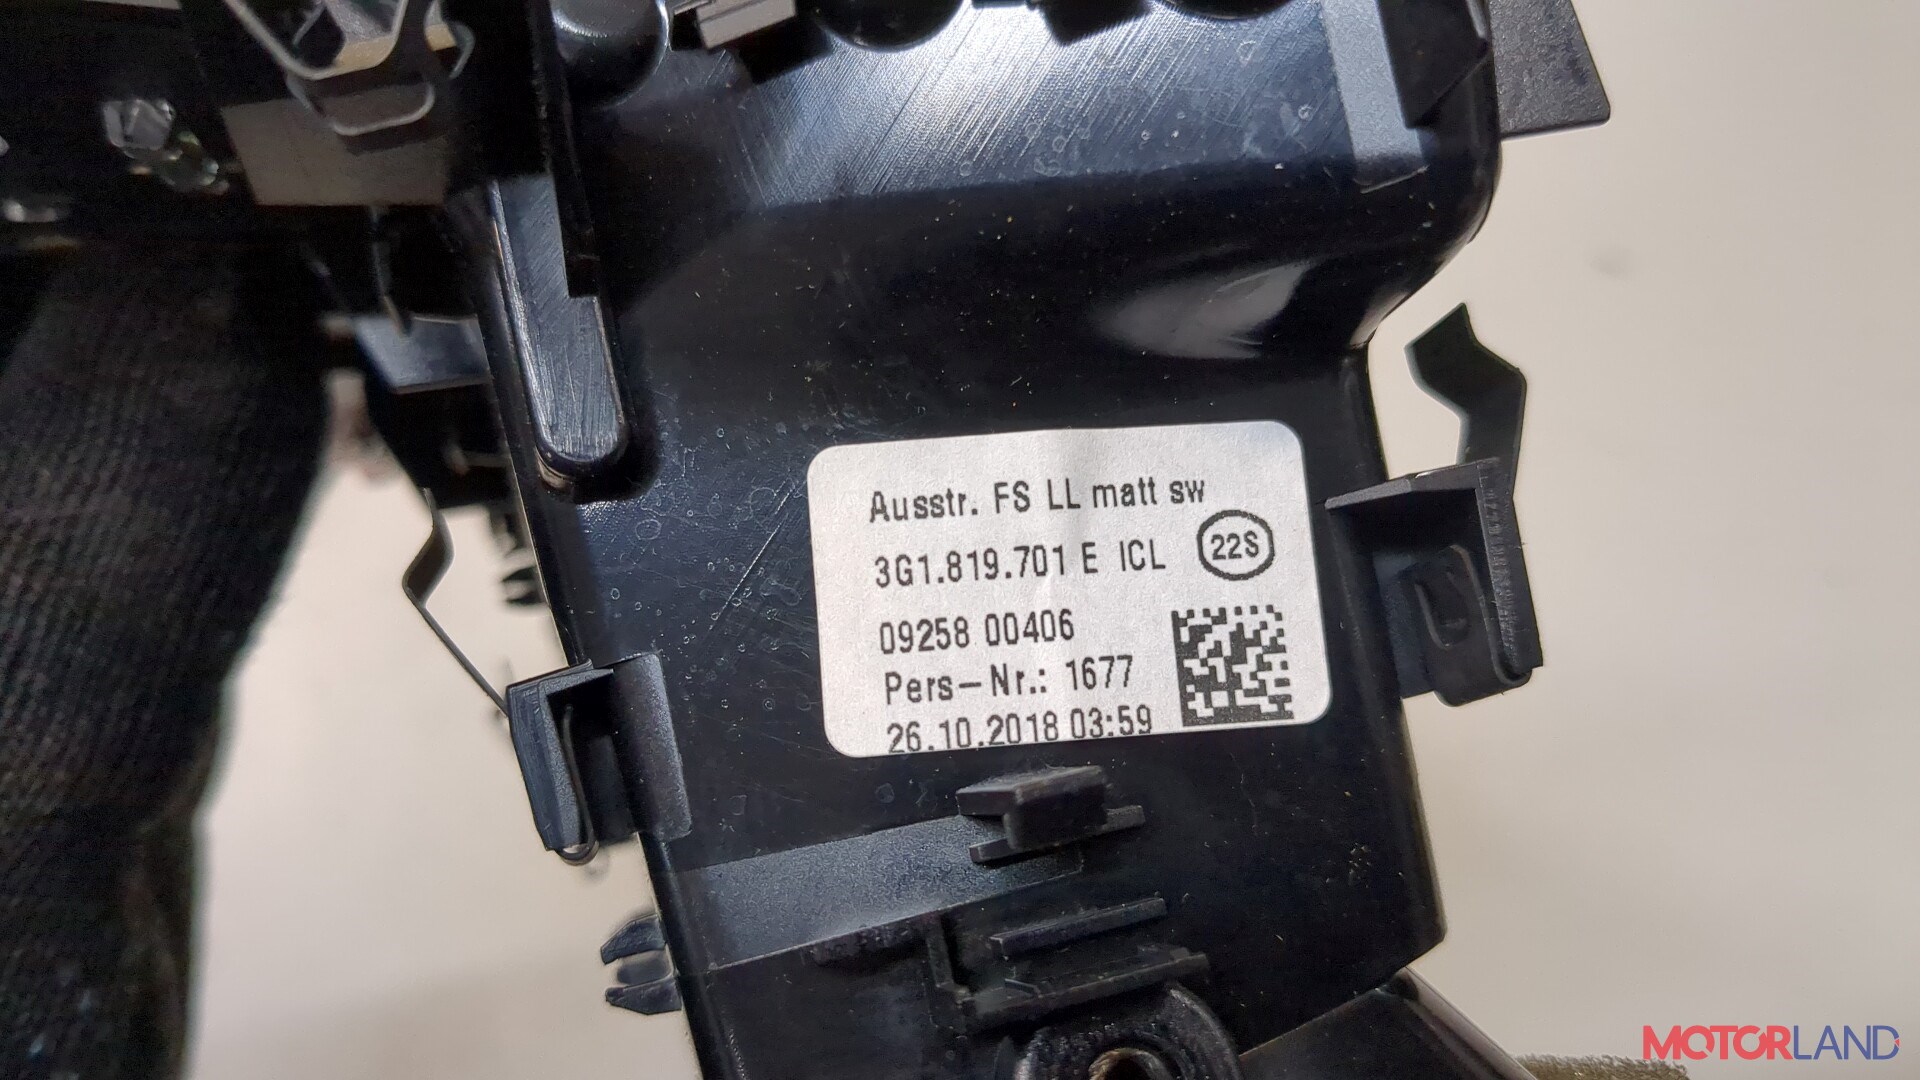 Ausstr. FS LL matt sw
3G1.819.701 E ICL 22S
09258 00406
Pers-Nr.: 1677
26.10.2018 03:59
MOTORLAND